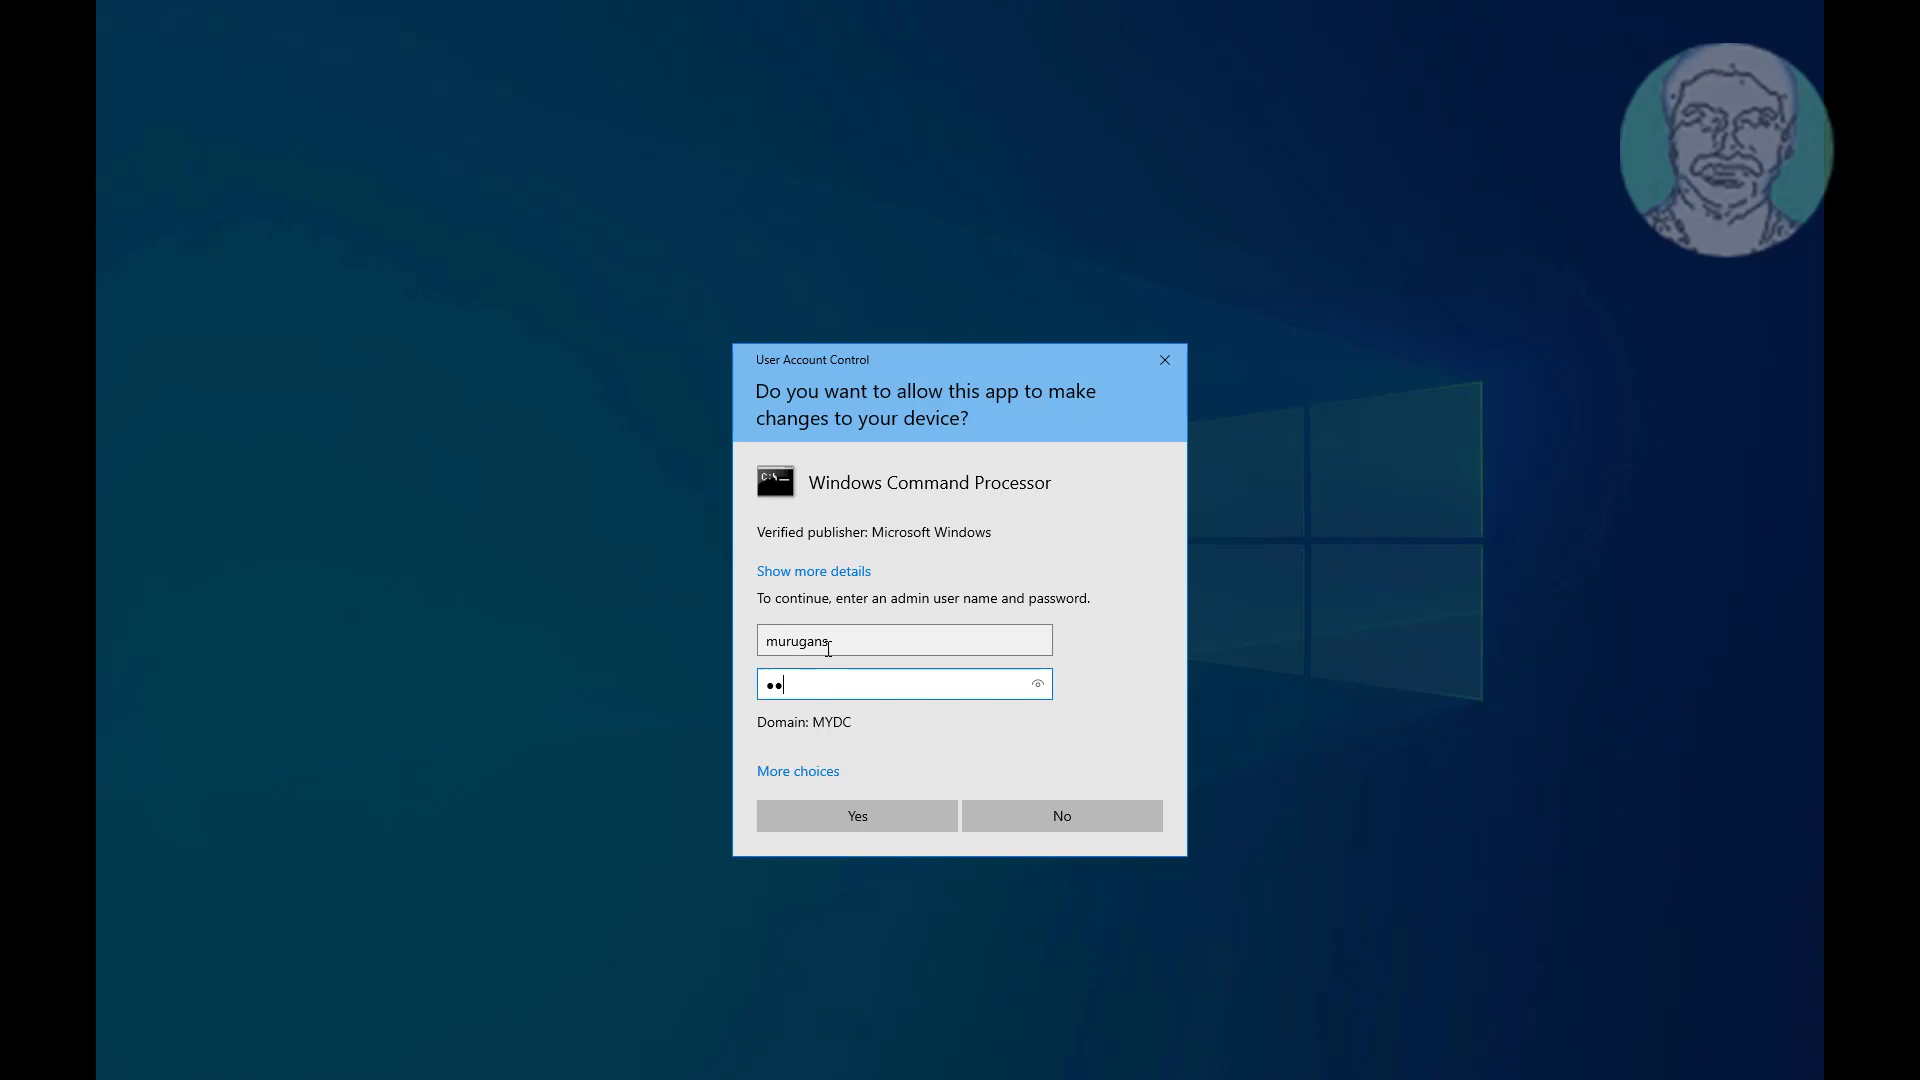 User Account Control
Do you want to allow this app to make
changes to your device?
C:\_
Windows Command Processor
Verified publisher: Microsoft Windows
Show more details
To continue, enter an admin user name and password.
murugans
••
Domain: MYDC
More choices
Yes
No